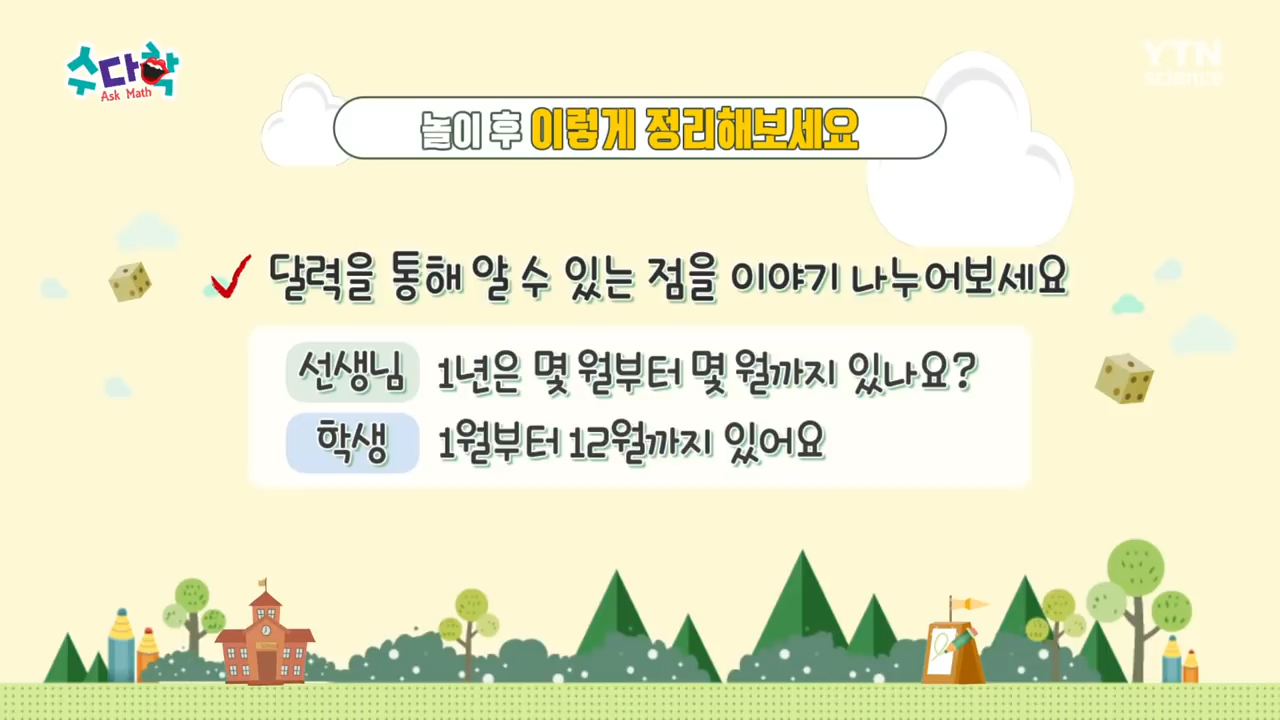 수다학
Ask Math
YTN
science
놀이 후 이렇게 정리해보세요
달력을 통해 알 수 있는 점을 이야기 나누어보세요
선생님 1년은 몇 월부터 몇 월까지 있나요?
학생 1월부터 12월까지 있어요